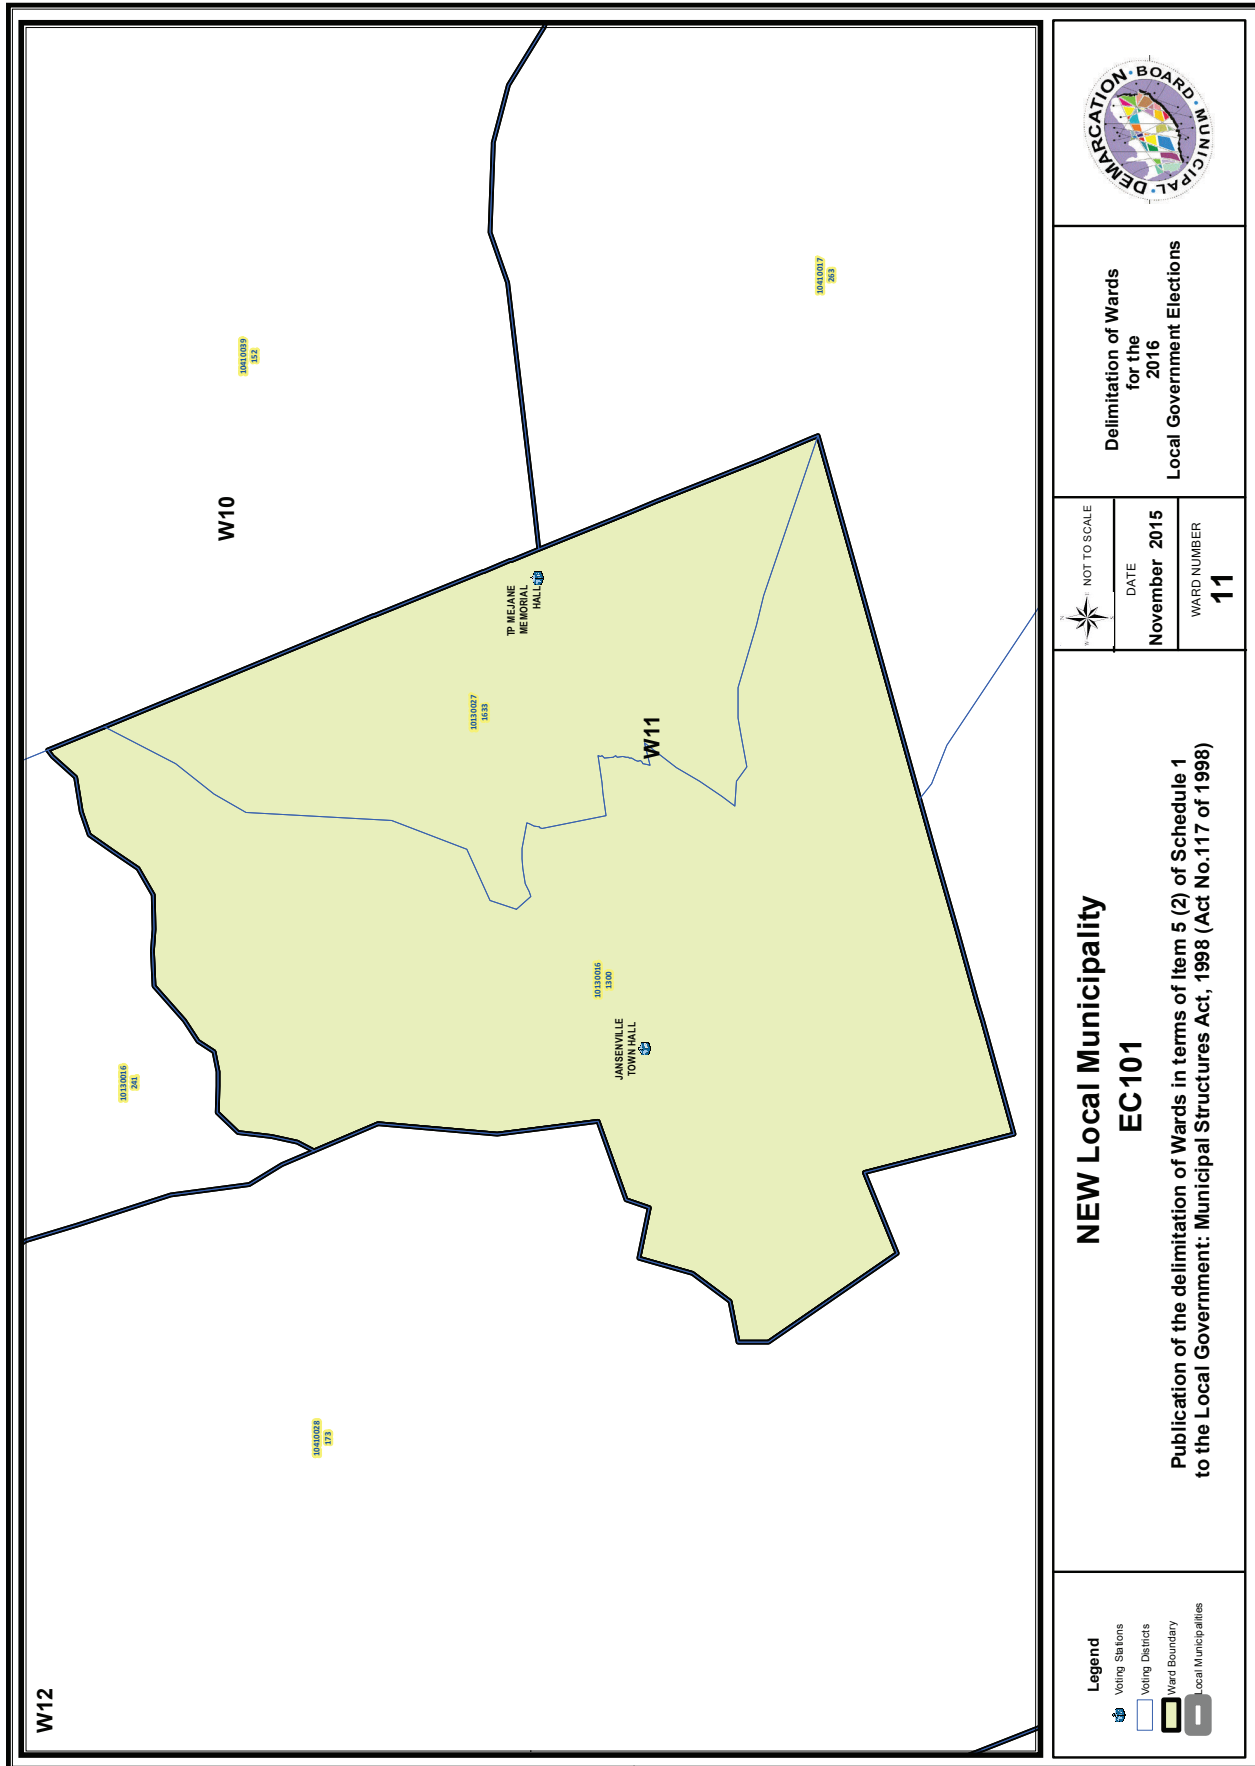 W12
W10
W11
10410039
152
10410017
263
TP MEJANE
MEMORIAL
HALL
10130027
1633
10130016
1300
JANSENVILLE
TOWN HALL
10130016
241
10410028
173
Legend
Voting Stations
Voting Districts
Ward Boundary
Local Municipalities
NEW Local Municipality
EC101
Publication of the delimitation of Wards in terms of Item 5 (2) of Schedule 1
to the Local Government: Municipal Structures Act, 1998 (Act No.117 of 1998)
N
W
E
S
NOT TO SCALE
DATE
November 2015
WARD NUMBER
11
Delimitation of Wards
for the
2016
Local Government Elections
MUNICIPAL · DEMARCATION · BOARD ·